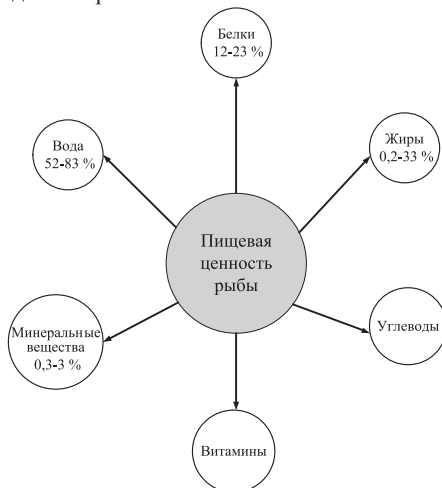 Белки
12-23 %
Вода
52-83 %
Жиры
0,2-33 %
Пищевая
ценность
рыбы
Минеральные
вещества
0,3-3 %
Углеводы
Витамины